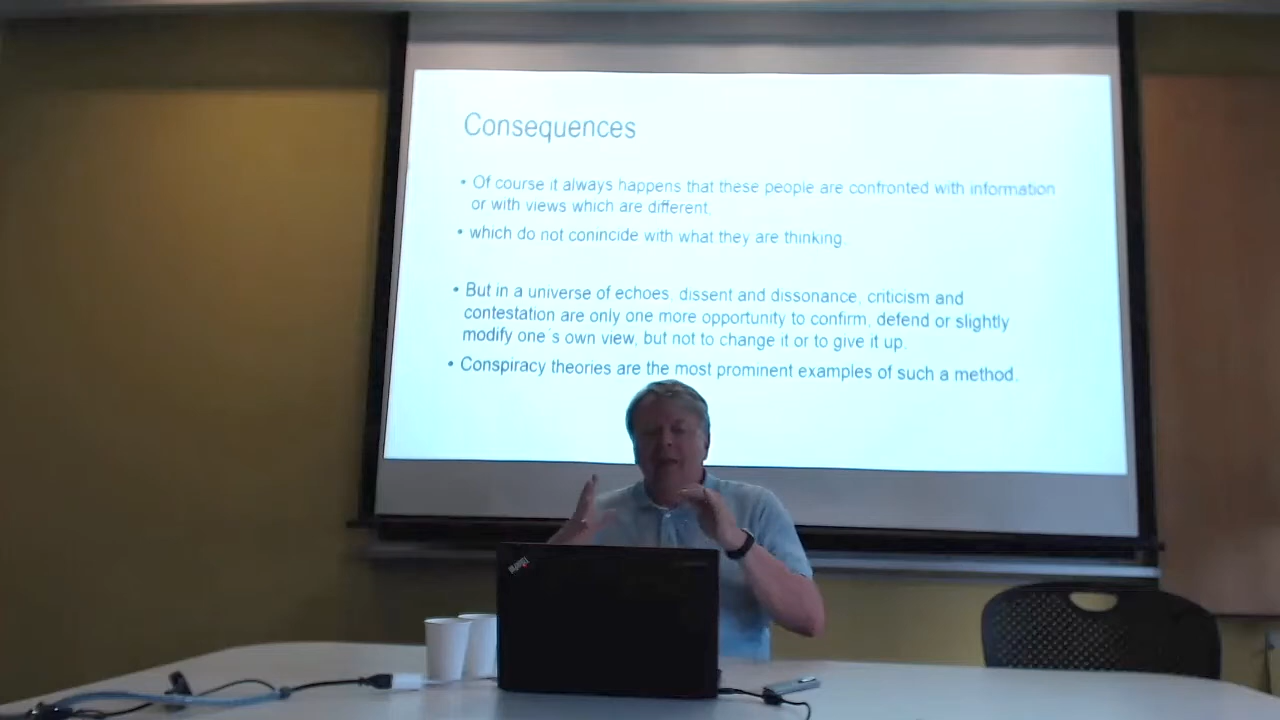 Consequences
• Of course it always happens that these people are confronted with information
or with views which are different,
• which do not conincide with what they are thinking.
• But in a universe of echoes, dissent and dissonance, criticism and
contestation are only one more opportunity to confirm, defend or slightly
modify one´s own view, but not to change it or to give it up.
• Conspiracy theories are the most prominent examples of such a method.
ThinkPad